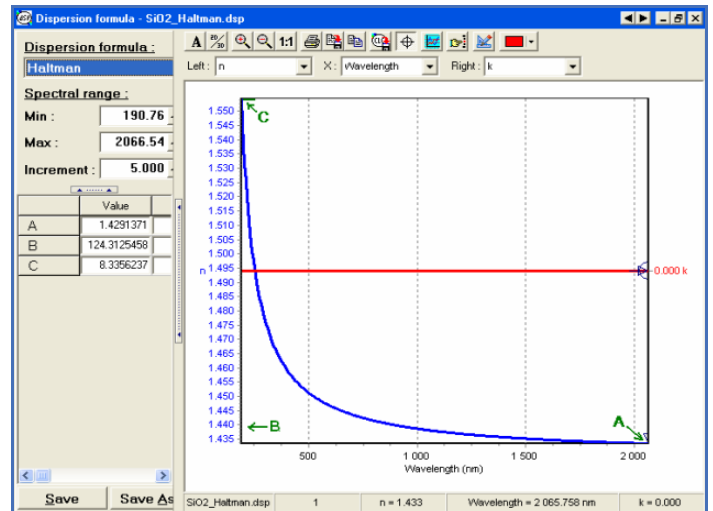 Dispersion formula - SiO2_Haltman.dsp
Dispersion formula :
Haltman
Spectral range :
Min : 190.76
Max : 2066.54
Increment : 5.000
Value
A 1.4291371
B 124.3125458
C 8.3356237
Save Save As
A 2D/3D 1:1
Left : n X : Wavelength Right : k
1.550
1.545
1.540
1.535
1.530
1.525
1.520
1.515
1.510
1.505
1.500
n 1.495
1.490
1.485
1.480
1.475
1.470
1.465
1.460
1.455
1.450
1.445
1.440
1.435
C
B
A
0.000 k
500 1 000 1 500 2 000
Wavelength (nm)
SiO2_Haltman.dsp 1 n = 1.433 Wavelength = 2 065.758 nm k = 0.000